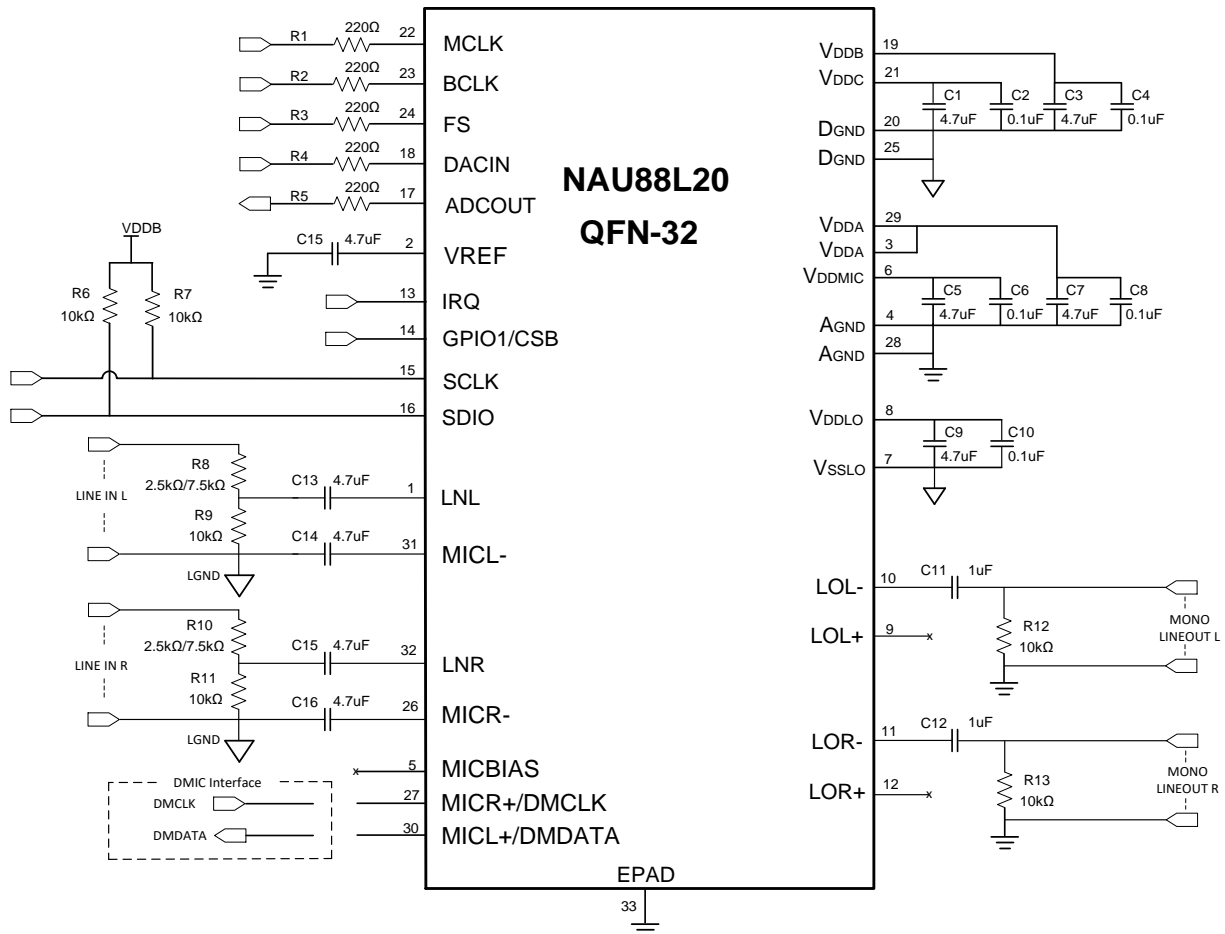 NAU88L20
QFN-32
R1 220Ω 22 MCLK
R2 220Ω 23 BCLK
R3 220Ω 24 FS
R4 220Ω 18 DACIN
R5 220Ω 17 ADCOUT
C15 4.7uF 2 VREF
VDDB
R6
10kΩ
R7
10kΩ
13 IRQ
14 GPIO1/CSB
15 SCLK
16 SDIO
LINE IN L
R8
2.5kΩ/7.5kΩ
R9
10kΩ
C13 4.7uF 1 LNL
C14 4.7uF 31 MICL-
LGND
LINE IN R
R10
2.5kΩ/7.5kΩ
R11
10kΩ
C15 4.7uF 32 LNR
C16 4.7uF 26 MICR-
LGND
5 MICBIAS
DMIC Interface
DMCLK 27 MICR+/DMCLK
DMDATA 30 MICL+/DMDATA
EPAD
33
VDDB 19
VDDC 21
C1 4.7uF
C2 0.1uF
C3 4.7uF
C4 0.1uF
DGND 20
DGND 25
VDDA 29
VDDA 3
VDDMIC 6
C5 4.7uF
C6 0.1uF
C7 4.7uF
C8 0.1uF
AGND 4
AGND 28
VDDLO 8
C9 4.7uF
C10 0.1uF
VSSLO 7
LOL- 10 C11 1uF
LOL+ 9 x
R12
10kΩ
MONO
LINEOUT L
LOR- 11 C12 1uF
LOR+ 12 x
R13
10kΩ
MONO
LINEOUT R